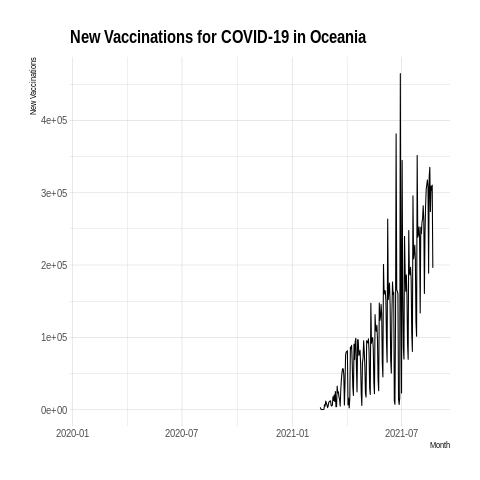 New Vaccinations for COVID-19 in Oceania
New Vaccinations
4e+05
3e+05
2e+05
1e+05
0e+00
2020-01
2020-07
2021-01
2021-07
Month